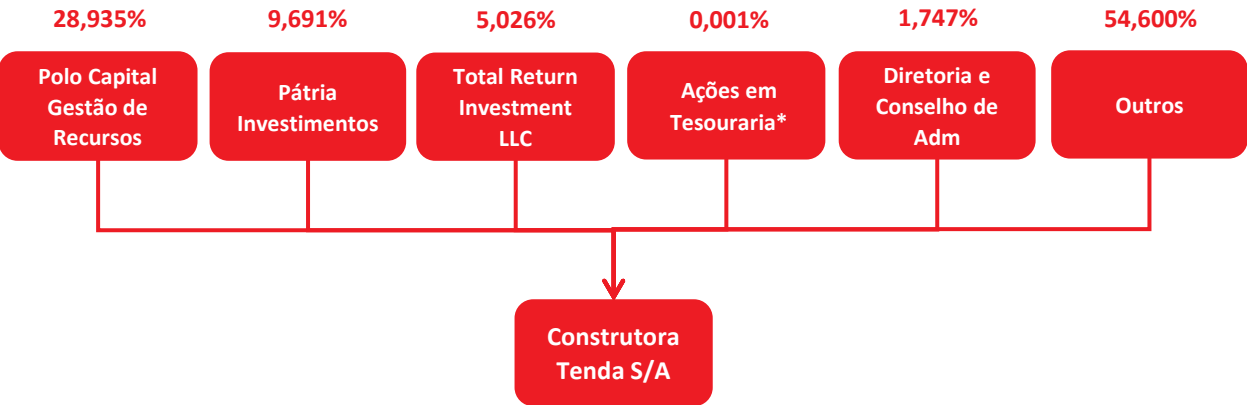 28,935%
9,691%
5,026%
0,001%
1,747%
54,600%
Polo Capital
Gestão de
Recursos
Pátria
Investimentos
Total Return
Investment
LLC
Ações em
Tesouraria*
Diretoria e
Conselho de
Adm
Outros
Construtora
Tenda S/A